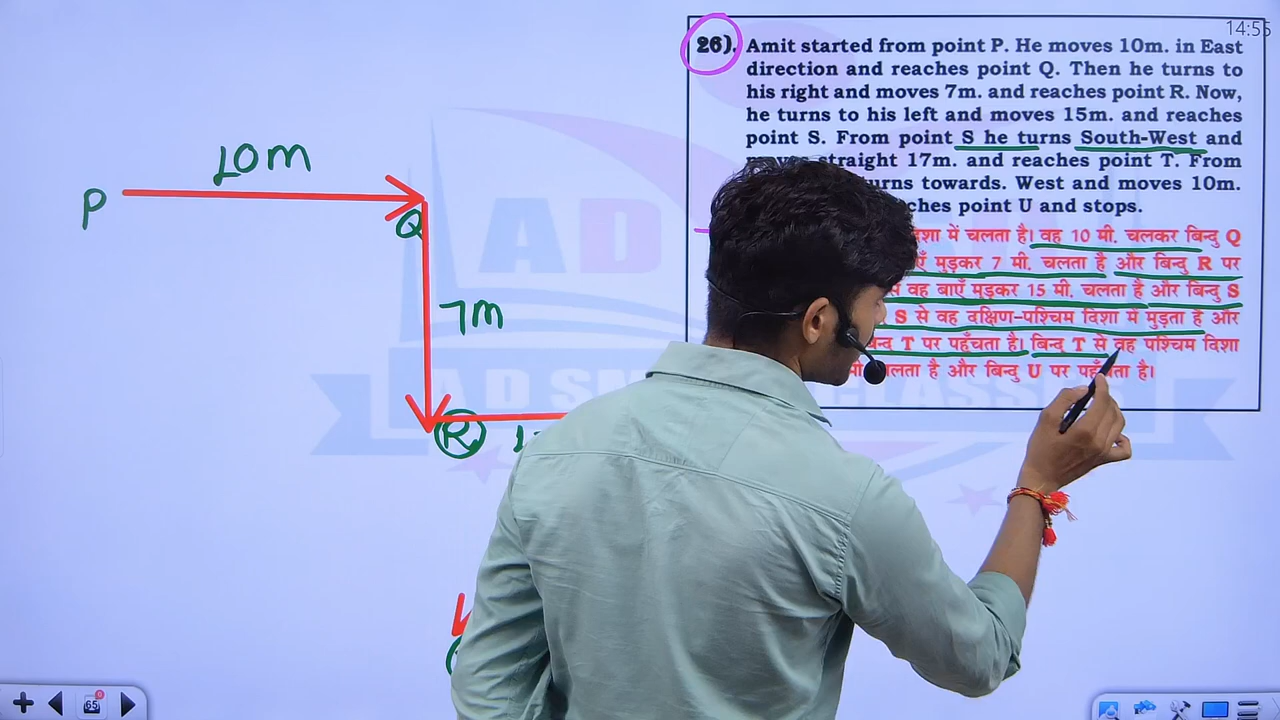 14:55
26). Amit started from point P. He moves 10m. in East
direction and reaches point Q. Then he turns to
his right and moves 7m. and reaches point R. Now,
he turns to his left and moves 15m. and reaches
point S. From point S he turns South-West and
straight 17m. and reaches point T. From
towards. West and moves 10m.
point U and stops.
में चलता है। वह 10 मी. चलकर बिन्दु Q
मुड़कर 7 मी. चलता है और बिन्दु R पर
वह बाएँ मुड़कर 15 मी. चलता है और बिन्दु S
S से वह दक्षिण-पश्चिम दिशा में मुड़ता है और
T पर पहुँचता है। बिन्दु T से वह पश्चिम दिशा
चलता है और बिन्दु U पर पहुँचता है।
10m
P
Q
7m
R
AD
65